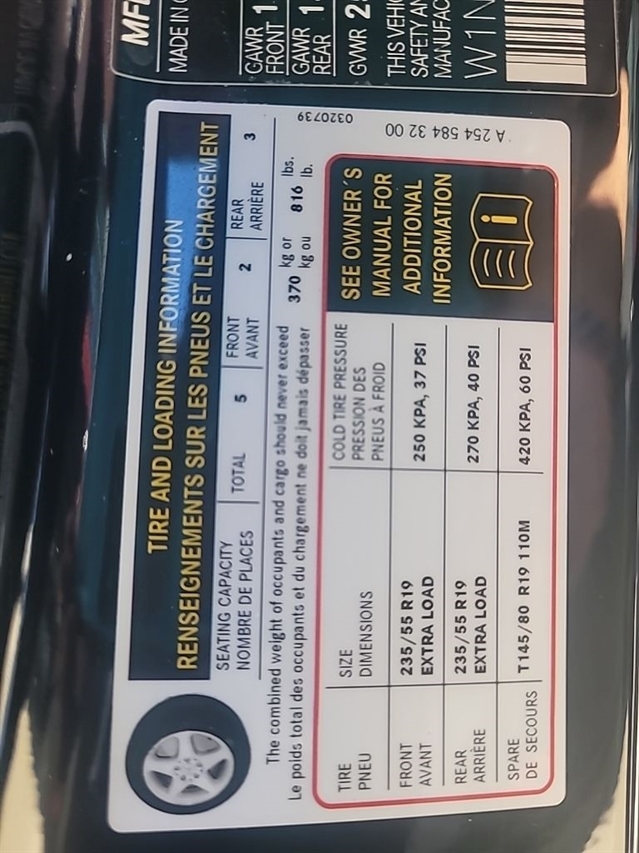 MFD
MADE IN
GAWR
FRONT 1
GAWR
REAR
GVWR 2
THIS VEHIC
SAFETY AN
MANUFAC
W1N
TIRE AND LOADING INFORMATION
RENSEIGNEMENTS SUR LES PNEUS ET LE CHARGEMENT
SEATING CAPACITY
NOMBRE DE PLACES
TOTAL 5
FRONT
AVANT 2
REAR
ARRIÈRE 3
The combined weight of occupants and cargo should never exceed 370 kg or 816 lbs.
Le poids total des occupants et du chargement ne doit jamais dépasser kg ou lb.
TIRE
PNEU
SIZE
DIMENSIONS
COLD TIRE PRESSURE
PRESSION DES
PNEUS À FROID
FRONT
AVANT
235/55 R19
EXTRA LOAD
250 KPA, 37 PSI
REAR
ARRIÈRE
235/55 R19
EXTRA LOAD
270 KPA, 40 PSI
SPARE
DE SECOURS
T145/80 R19 110M
420 KPA, 60 PSI
SEE OWNER´S
MANUAL FOR
ADDITIONAL
INFORMATION
0320739
A 254 584 32 00